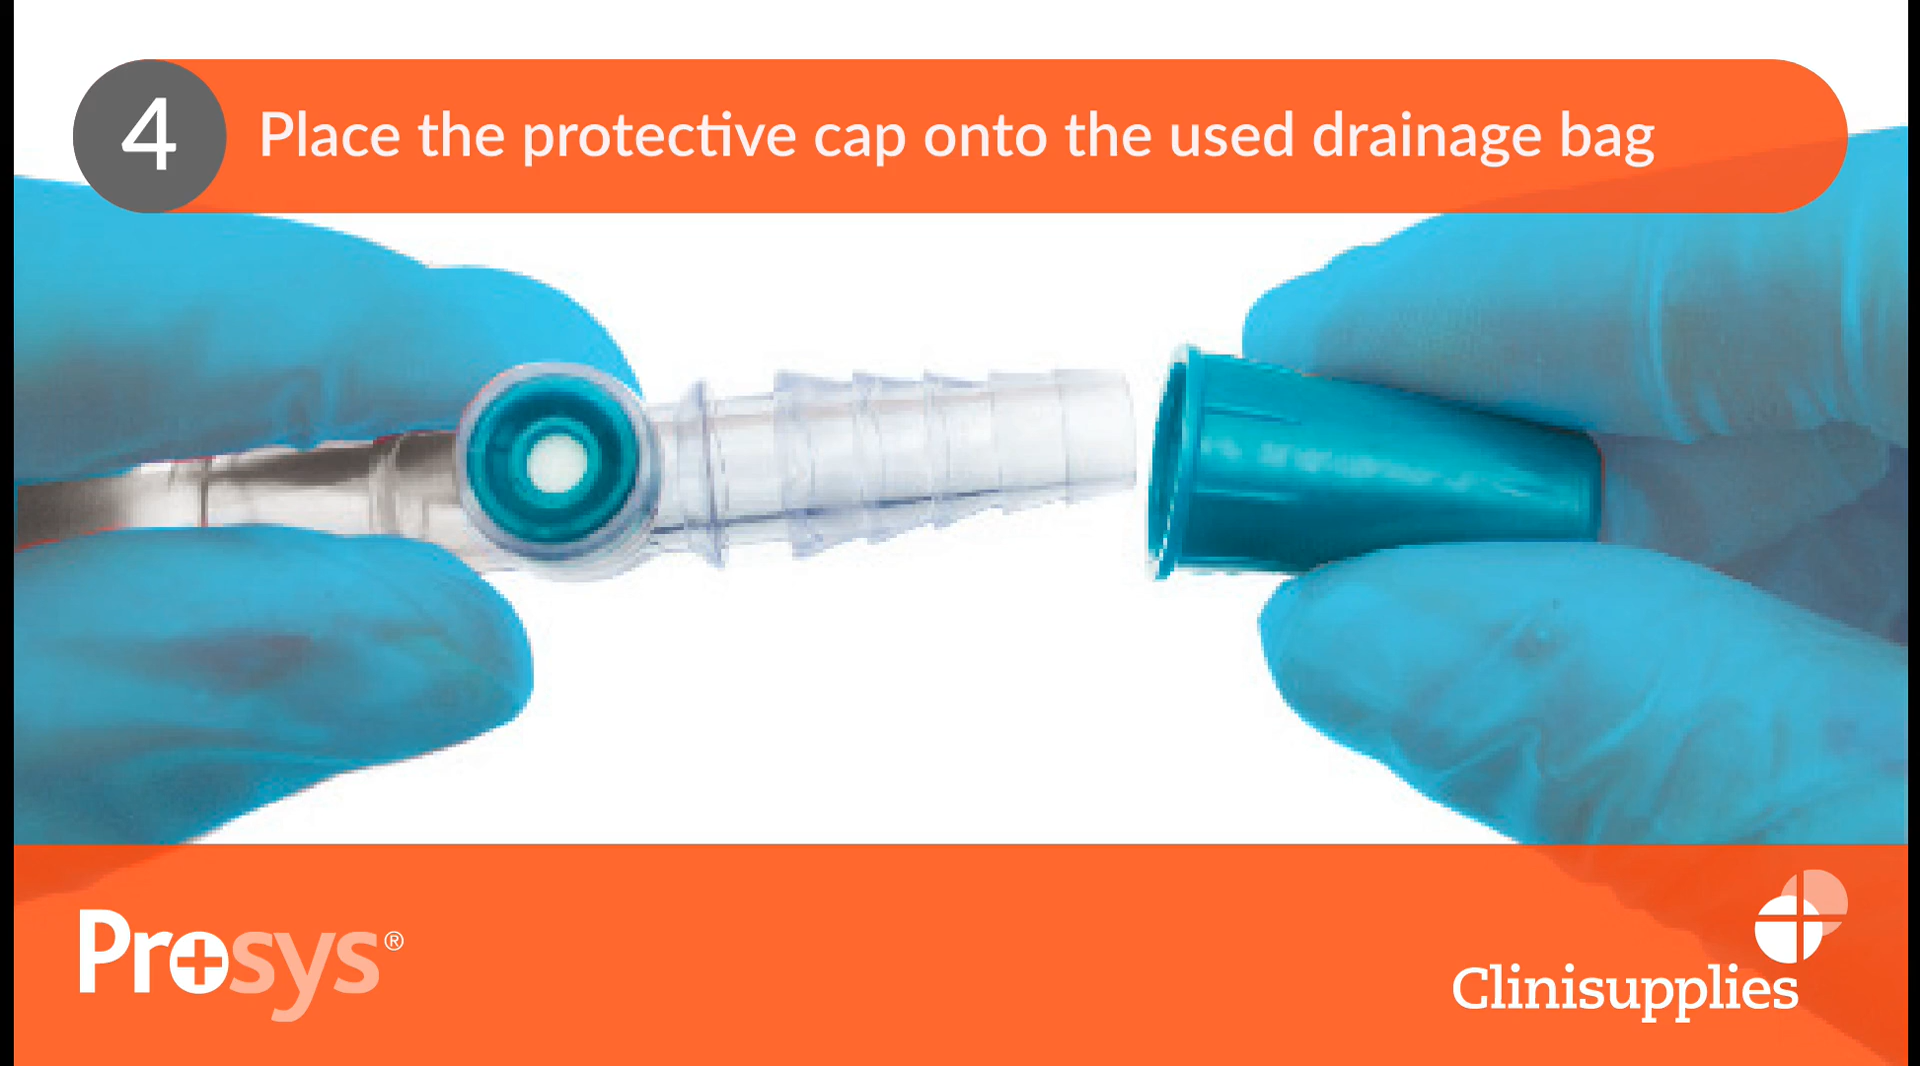 4 Place the protective cap onto the used drainage bag
Prosys®
Clinisupplies